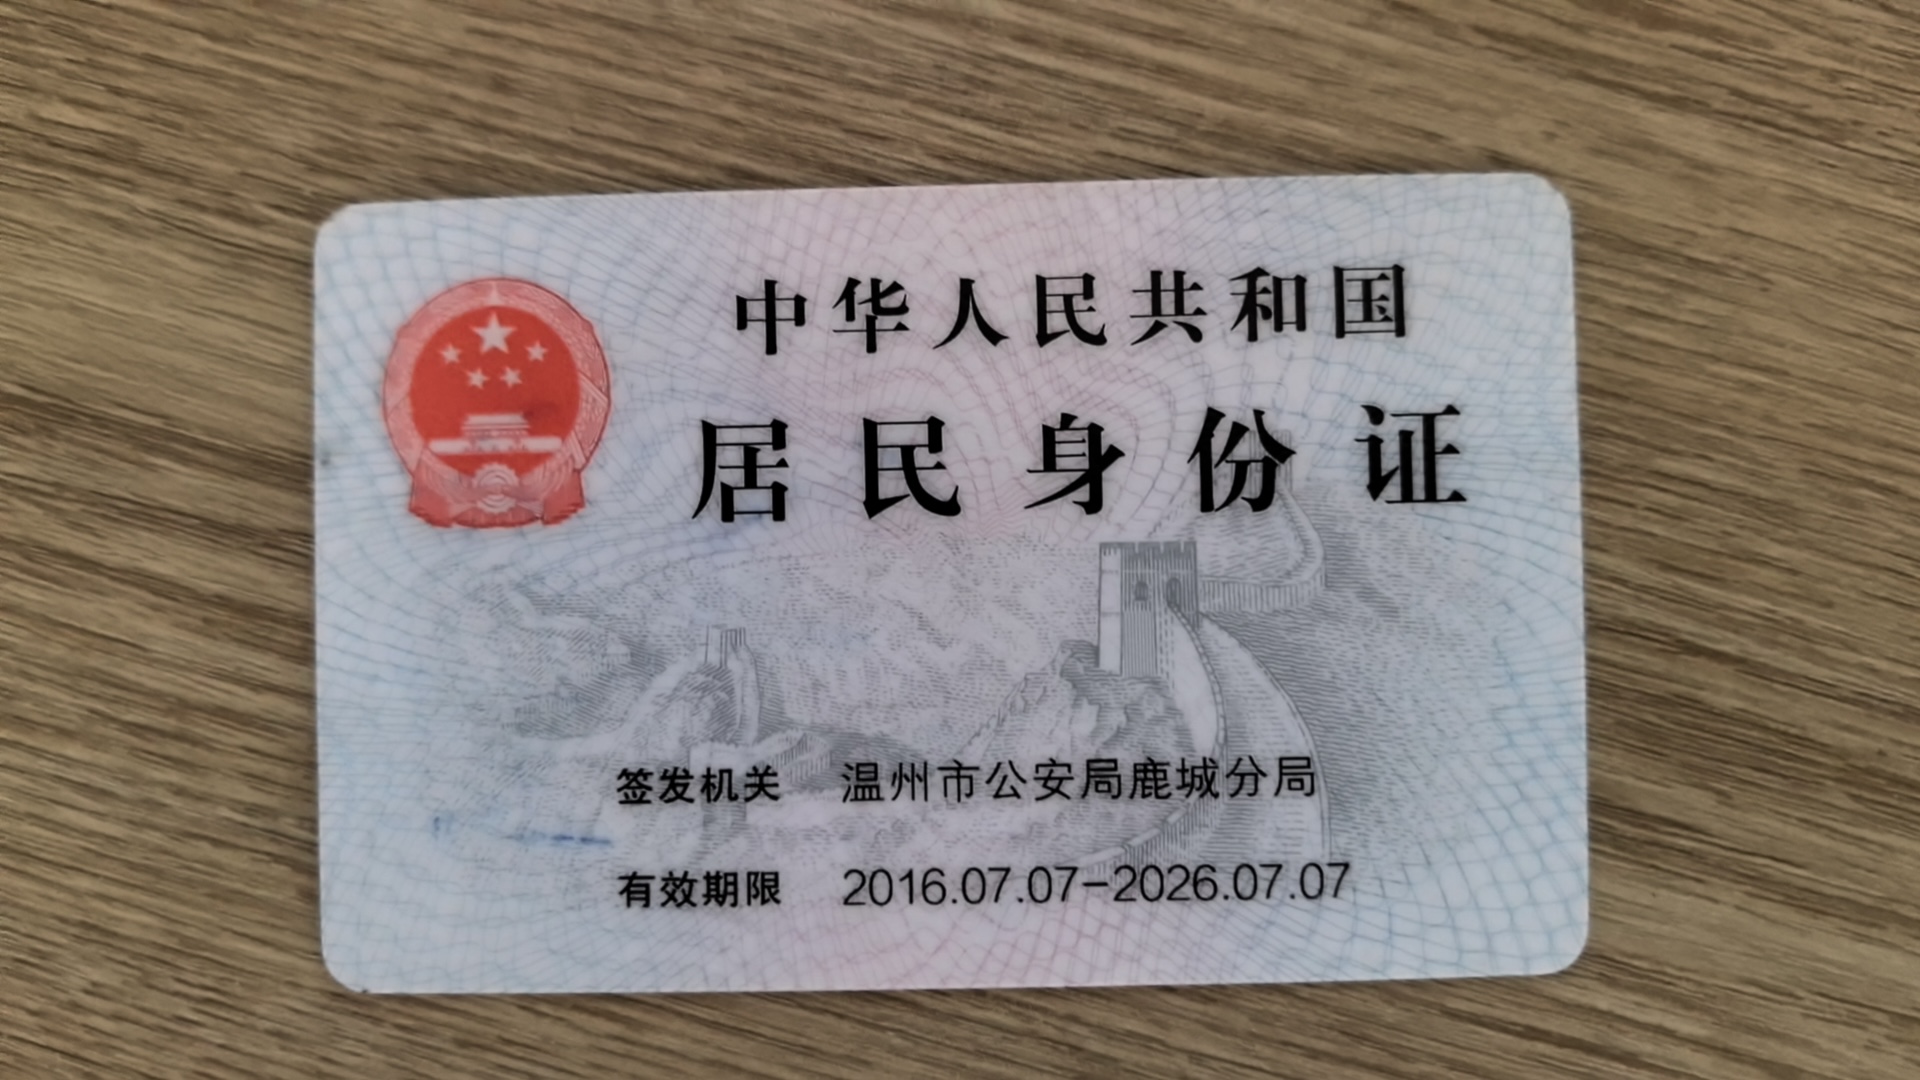 中华人民共和国
居民身份证
签发机关 温州市公安局鹿城分局
有效期限 2016.07.07-2026.07.07